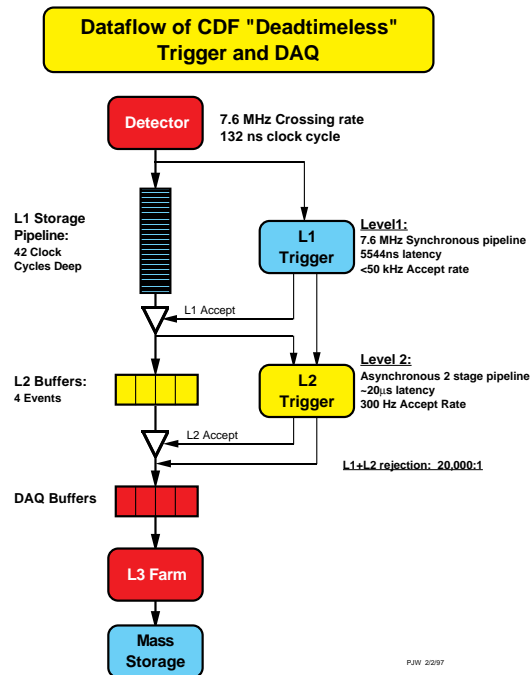 Dataflow of CDF "Deadtimeless"
Trigger and DAQ
Detector
7.6 MHz Crossing rate
132 ns clock cycle
L1 Storage
Pipeline:
42 Clock
Cycles Deep
L1
Trigger
Level1:
7.6 MHz Synchronous pipeline
5544ns latency
<50 kHz Accept rate
L1 Accept
L2 Buffers:
4 Events
L2
Trigger
Level 2:
Asynchronous 2 stage pipeline
~20µs latency
300 Hz Accept Rate
L2 Accept
L1+L2 rejection: 20,000:1
DAQ Buffers
L3 Farm
Mass
Storage
PJW 2/2/97